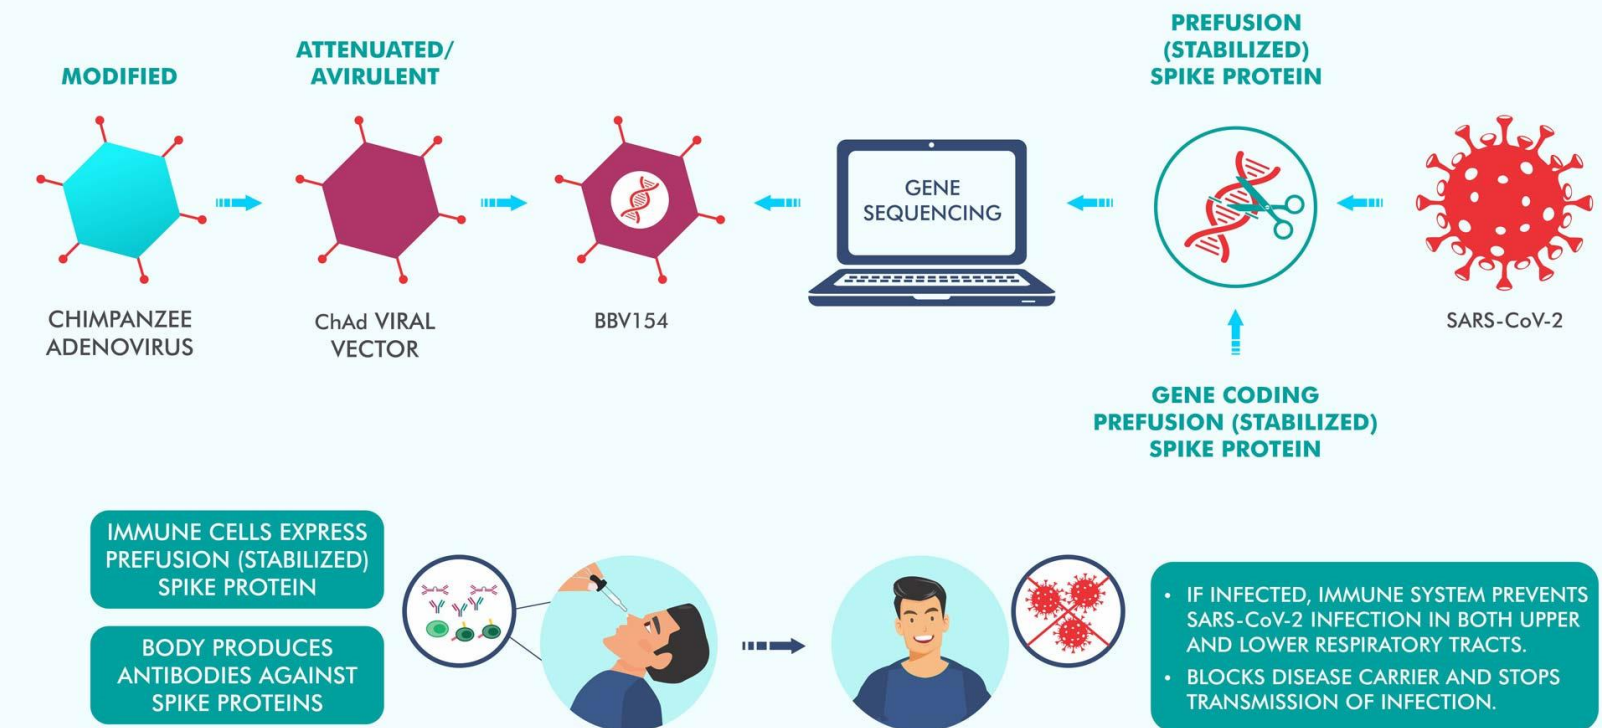 MODIFIED
CHIMPANZEE
ADENOVIRUS
ATTENUATED/
AVIRULENT
ChAd VIRAL
VECTOR
BBV154
GENE
SEQUENCING
PREFUSION
(STABILIZED)
SPIKE PROTEIN
GENE CODING
PREFUSION (STABILIZED)
SPIKE PROTEIN
SARS-CoV-2
IMMUNE CELLS EXPRESS
PREFUSION (STABILIZED)
SPIKE PROTEIN
BODY PRODUCES
ANTIBODIES AGAINST
SPIKE PROTEINS
• IF INFECTED, IMMUNE SYSTEM PREVENTS
SARS-CoV-2 INFECTION IN BOTH UPPER
AND LOWER RESPIRATORY TRACTS.
• BLOCKS DISEASE CARRIER AND STOPS
TRANSMISSION OF INFECTION.